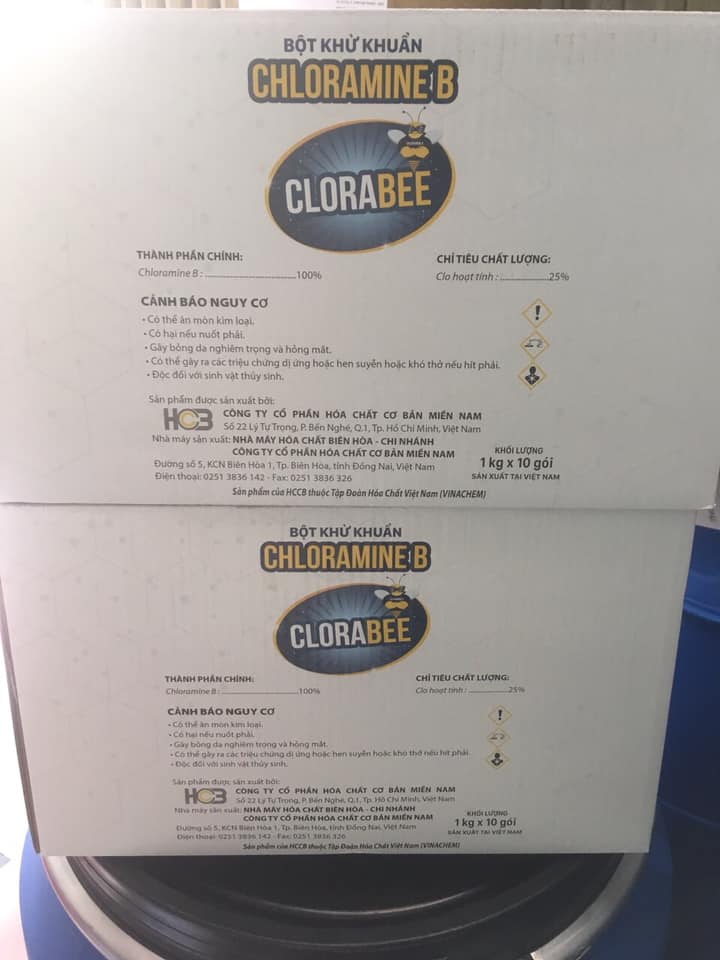 BỘT KHỬ KHUẨN
CHLORAMINE B
CLORABEE
THÀNH PHẦN CHÍNH:
Chloramine B :..............................100%
CHỈ TIÊU CHẤT LƯỢNG:
Clo hoạt tính :................25%
CẢNH BÁO NGUY CƠ
• Có thể ăn mòn kim loại.
• Có hại nếu nuốt phải.
• Gây bỏng da nghiêm trọng và hỏng mắt.
• Có thể gây ra các triệu chứng dị ứng hoặc hen suyễn hoặc khó thở nếu hít phải.
• Độc đối với sinh vật thủy sinh.
Sản phẩm được sản xuất bởi:
HCB CÔNG TY CỔ PHẦN HÓA CHẤT CƠ BẢN MIỀN NAM
Số 22 Lý Tự Trọng, P. Bến Nghé, Q.1, Tp. Hồ Chí Minh, Việt Nam
Nhà máy sản xuất: NHÀ MÁY HÓA CHẤT BIÊN HÒA - CHI NHÁNH
CÔNG TY CỔ PHẦN HÓA CHẤT CƠ BẢN MIỀN NAM
Đường số 5, KCN Biên Hòa 1, Tp. Biên Hòa, tỉnh Đồng Nai, Việt Nam
Điện thoại: 0251 3836 142 - Fax: 0251 3836 326
KHỐI LƯỢNG
1 kg x 10 gói
SẢN XUẤT TẠI VIỆT NAM
Sản phẩm của HCCB thuộc Tập Đoàn Hóa Chất Việt Nam (VINACHEM)
BỘT KHỬ KHUẨN
CHLORAMINE B
CLORABEE
THÀNH PHẦN CHÍNH:
Chloramine B :..............................100%
CHỈ TIÊU CHẤT LƯỢNG:
Clo hoạt tính :................25%
CẢNH BÁO NGUY CƠ
• Có thể ăn mòn kim loại.
• Có hại nếu nuốt phải.
• Gây bỏng da nghiêm trọng và hỏng mắt.
• Có thể gây ra các triệu chứng dị ứng hoặc hen suyễn hoặc khó thở nếu hít phải.
• Độc đối với sinh vật thủy sinh.
Sản phẩm được sản xuất bởi:
HCB CÔNG TY CỔ PHẦN HÓA CHẤT CƠ BẢN MIỀN NAM
Số 22 Lý Tự Trọng, P. Bến Nghé, Q.1, Tp. Hồ Chí Minh, Việt Nam
Nhà máy sản xuất: NHÀ MÁY HÓA CHẤT BIÊN HÒA - CHI NHÁNH
CÔNG TY CỔ PHẦN HÓA CHẤT CƠ BẢN MIỀN NAM
Đường số 5, KCN Biên Hòa 1, Tp. Biên Hòa, tỉnh Đồng Nai, Việt Nam
Điện thoại: 0251 3836 142 - Fax: 0251 3836 326
KHỐI LƯỢNG
1 kg x 10 gói
SẢN XUẤT TẠI VIỆT NAM
Sản phẩm của HCCB thuộc Tập Đoàn Hóa Chất Việt Nam (VINACHEM)